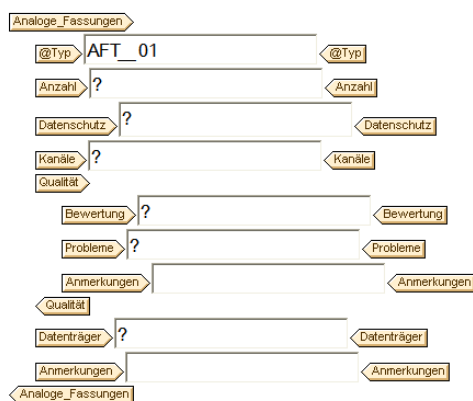 Analoge_Fassungen
@Typ AFT__01 @Typ
Anzahl ? Anzahl
Datenschutz ? Datenschutz
Kanäle ? Kanäle
Qualität
Bewertung ? Bewertung
Probleme ? Probleme
Anmerkungen Anmerkungen
Qualität
Datenträger ? Datenträger
Anmerkungen Anmerkungen
Analoge_Fassungen